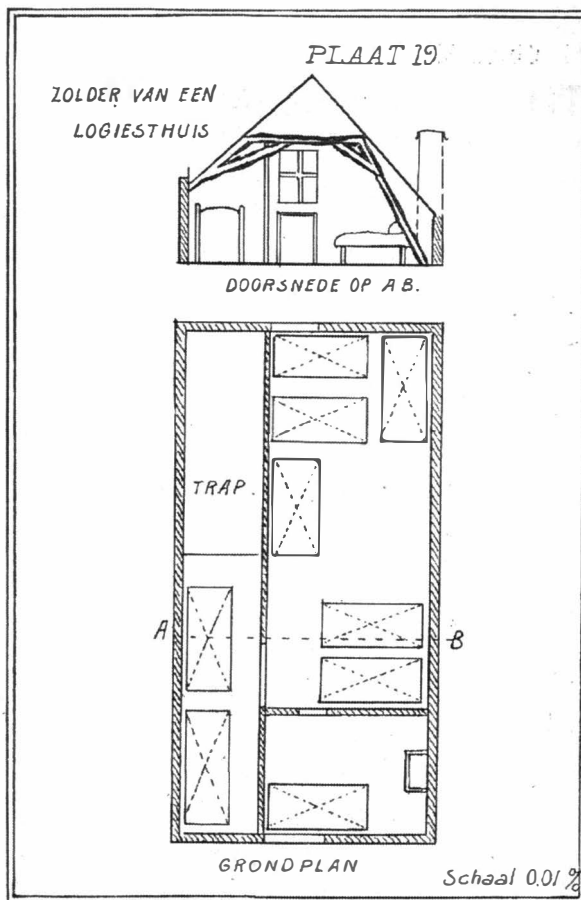 PLAAT 19
ZOLDER VAN EEN
LOGIESTHUIS
DOORSNEDE OP AB.
TRAP.
A
B
GRONDPLAN
Schaal 0.01 %